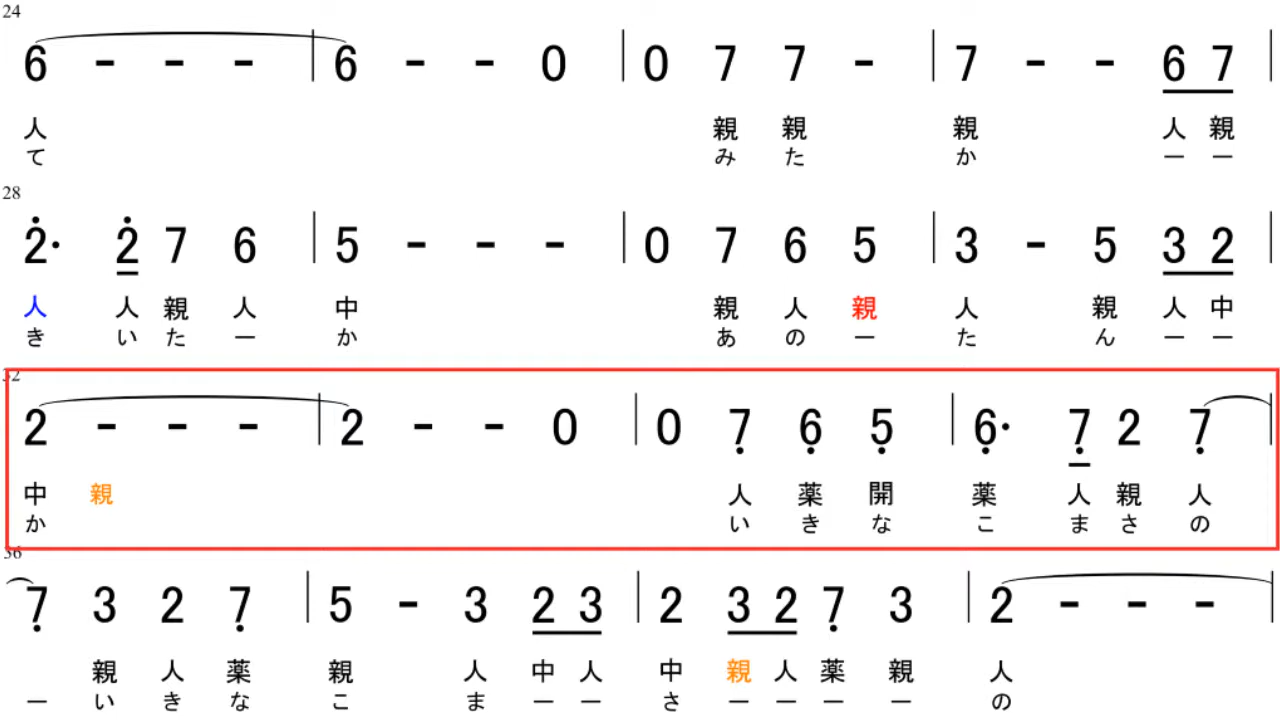 24
6 - - - | 6 - - 0 | 0 7 7 - | 7 - - 6 7 |
人 親 親 親 人 親
て み た か ー ー
28
2̇· 2̇ 7 6 | 5 - - - | 0 7 6 5 | 3 - 5 3 2 |
人 人 親 人 中 親 人 親 人 親 人 中
き い た ー か あ の ー た ん ー ー
32
2 - - - | 2 - - 0 | 0 7̣ 6̣ 5̣ | 6̣· 7̣ 2 7̣ |
中 親 人 薬 開 薬 人 親 人
か い き な こ ま さ の
36
7̣ 3 2 7̣ | 5 - 3 2 3 | 2 3 2 7̣ 3 | 2 - - - |
親 人 薬 親 人 中 人 中 親 人 薬 親 人
ー い き な こ ま ー ー さ ー ー ー ー の